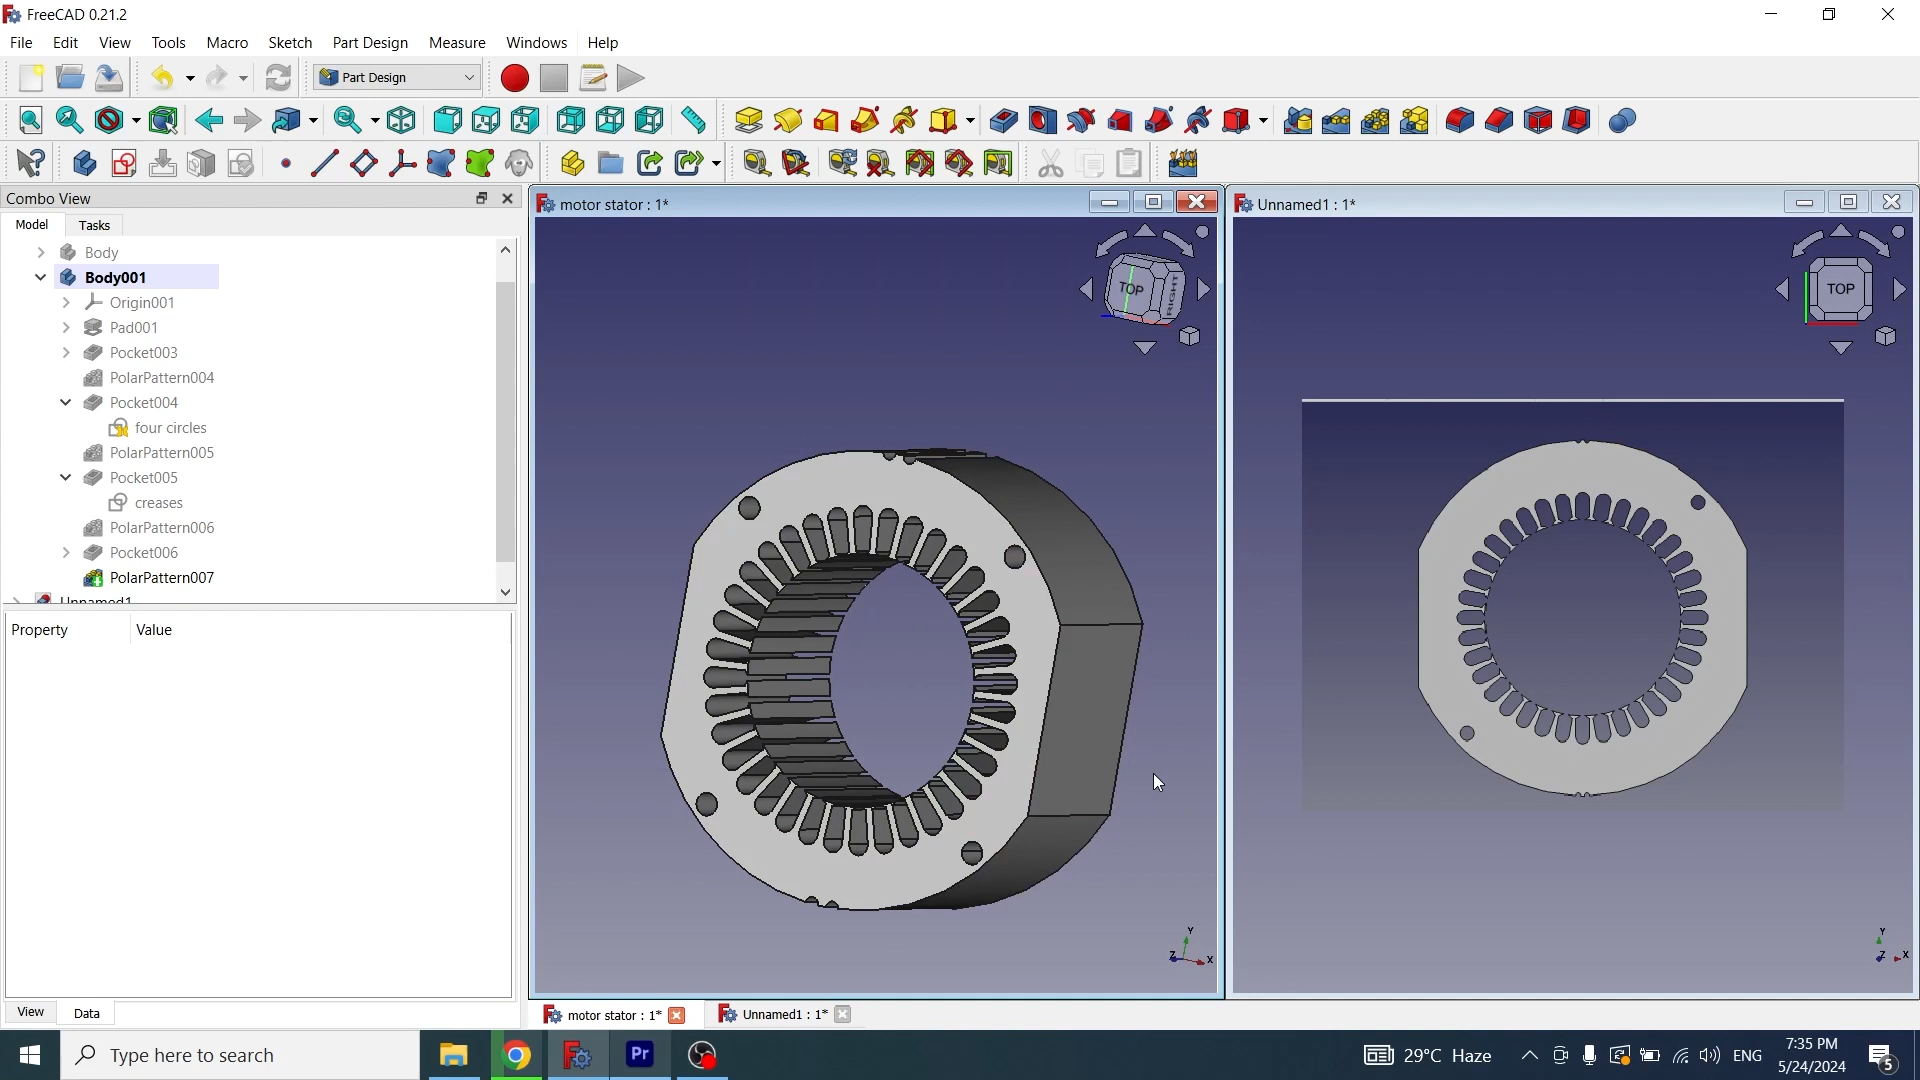 FreeCAD 0.21.2
File Edit View Tools Macro Sketch Part Design Measure Windows Help
Part Design
Combo View
Model Tasks
Body
Body001
Origin001
Pad001
Pocket003
PolarPattern004
Pocket004
four circles
PolarPattern005
Pocket005
creases
PolarPattern006
Pocket006
PolarPattern007
Unnamed1
Property Value
View Data
motor stator : 1*
TOP RIGHT
Y
Z X
Unnamed1 : 1*
TOP
Y
Z X
motor stator : 1* Unnamed1 : 1*
Type here to search
Pr
29°C Haze
ENG
7:35 PM
5/24/2024
5